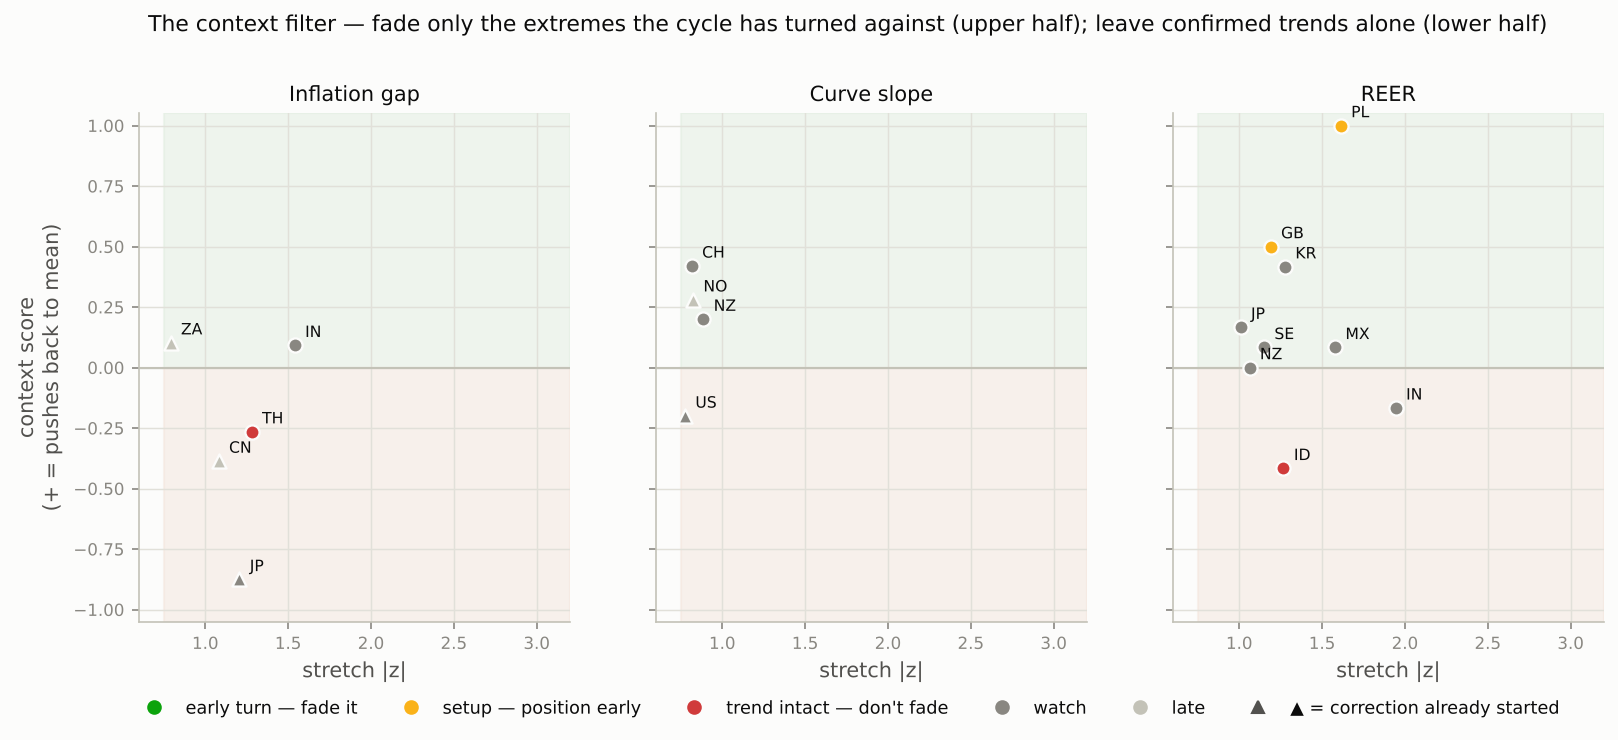 The context filter — fade only the extremes the cycle has turned against (upper half); leave confirmed trends alone (lower half)
Inflation gap
Curve slope
REER
context score
(+ = pushes back to mean)
1.00
0.75
0.50
0.25
0.00
−0.25
−0.50
−0.75
−1.00
ZA
IN
TH
CN
JP
1.0 1.5 2.0 2.5 3.0
stretch |z|
CH
NO
NZ
US
1.0 1.5 2.0 2.5 3.0
stretch |z|
PL
GB
KR
JP
SE
MX
NZ
IN
ID
1.0 1.5 2.0 2.5 3.0
stretch |z|
early turn — fade it
setup — position early
trend intact — don't fade
watch
late
▲ = correction already started